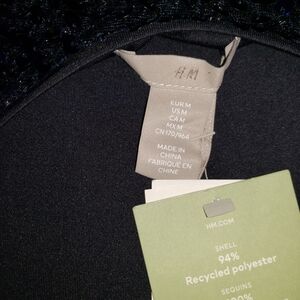 H&M
EUR M
US M
CA M
MX M
CN 170/96A
MADE IN
CHINA
FABRIQUÉ EN
CHINE
HM.COM
SHELL
94%
Recycled polyester
SEQUINS